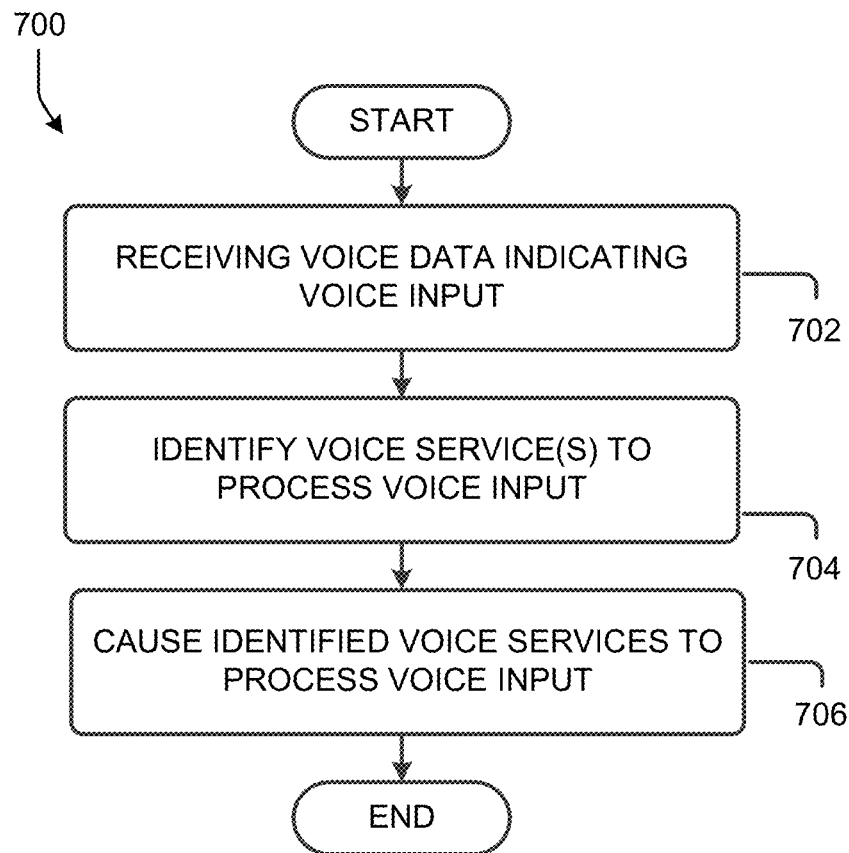 700
START
RECEIVING VOICE DATA INDICATING
VOICE INPUT
702
IDENTIFY VOICE SERVICE(S) TO
PROCESS VOICE INPUT
704
CAUSE IDENTIFIED VOICE SERVICES TO
PROCESS VOICE INPUT
706
END